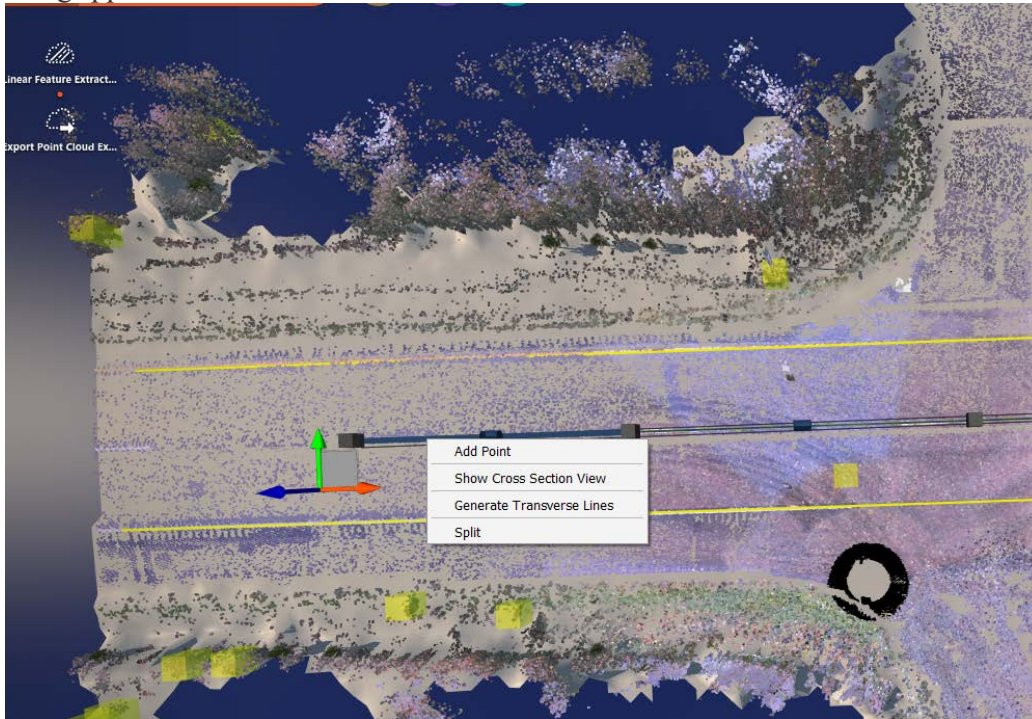 Linear Feature Extract...
Export Point Cloud Ex...
Add Point
Show Cross Section View
Generate Transverse Lines
Split